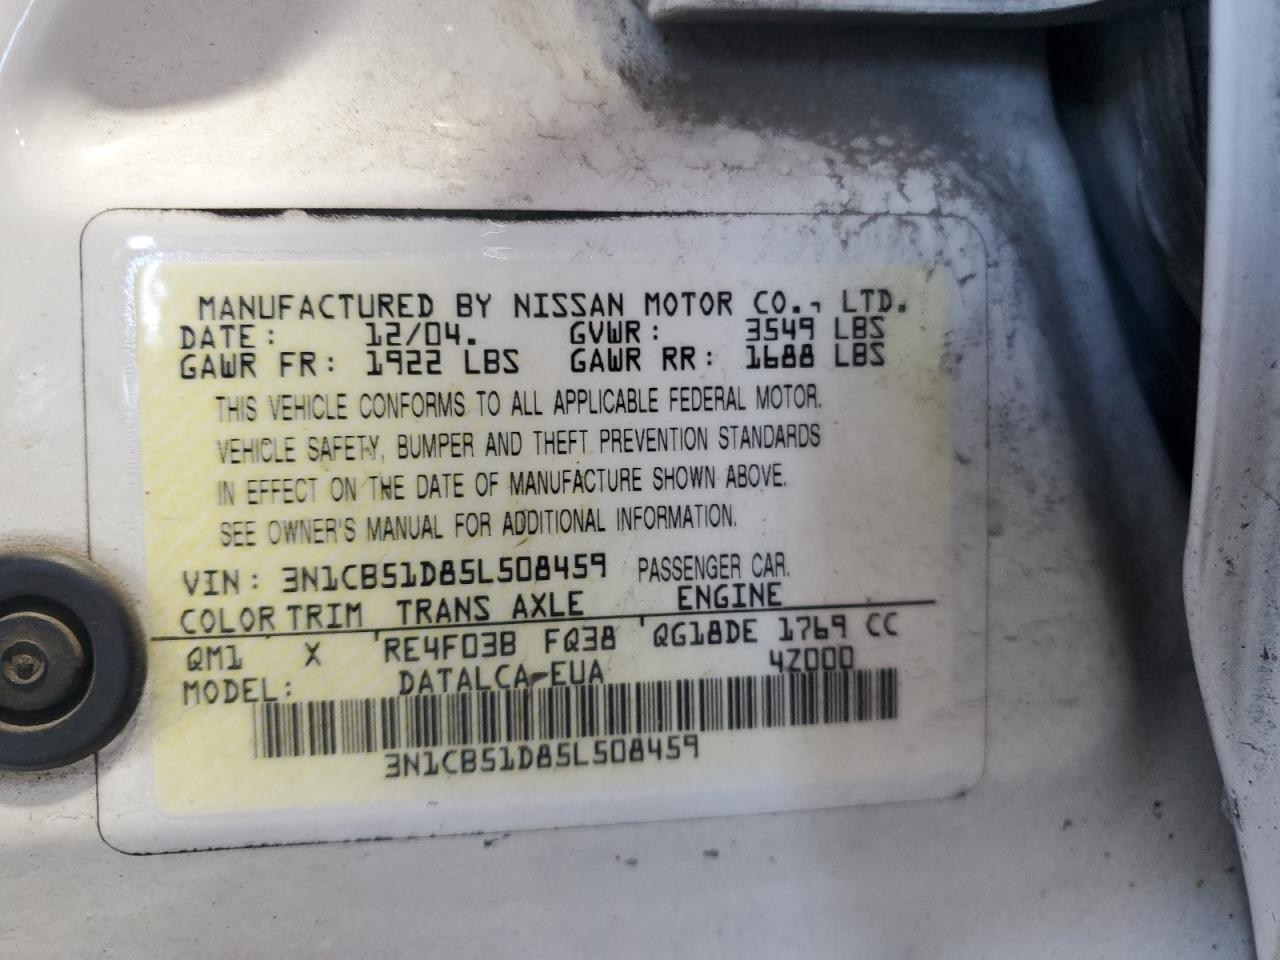 MANUFACTURED BY NISSAN MOTOR CO., LTD.
DATE: 12/04. GVWR: 3549 LBS
GAWR FR: 1922 LBS GAWR RR: 1688 LBS
THIS VEHICLE CONFORMS TO ALL APPLICABLE FEDERAL MOTOR.
VEHICLE SAFETY, BUMPER AND THEFT PREVENTION STANDARDS
IN EFFECT ON THE DATE OF MANUFACTURE SHOWN ABOVE.
SEE OWNER'S MANUAL FOR ADDITIONAL INFORMATION.
VIN: 3N1CB51D85L508459 PASSENGER CAR.
COLOR TRIM TRANS AXLE ENGINE
QM1 X 'RE4F03B FQ38 'QG18DE 1769 CC
MODEL: DATALCA-EUA 4Z000
3N1CB51D85L508459